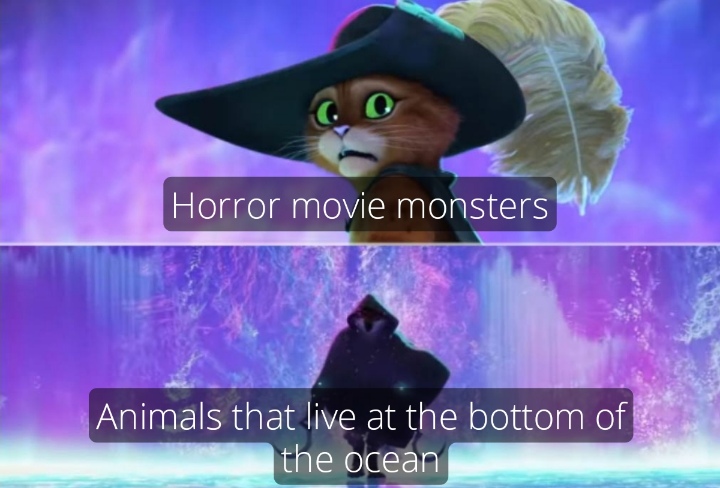 Horror movie monsters
Animals that live at the bottom of
the ocean